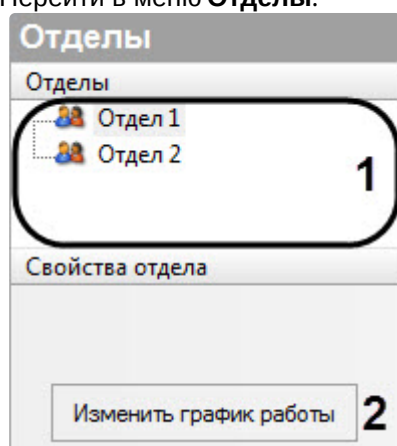 Перейти в меню Отделы.
Отделы
Отделы
Отдел 1
Отдел 2
1
Свойства отдела
Изменить график работы 2